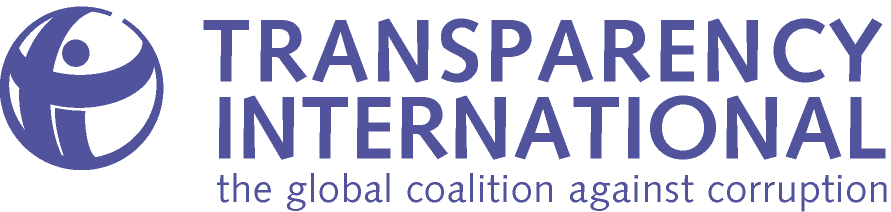 TRANSPARENCY
INTERNATIONAL
the global coalition against corruption